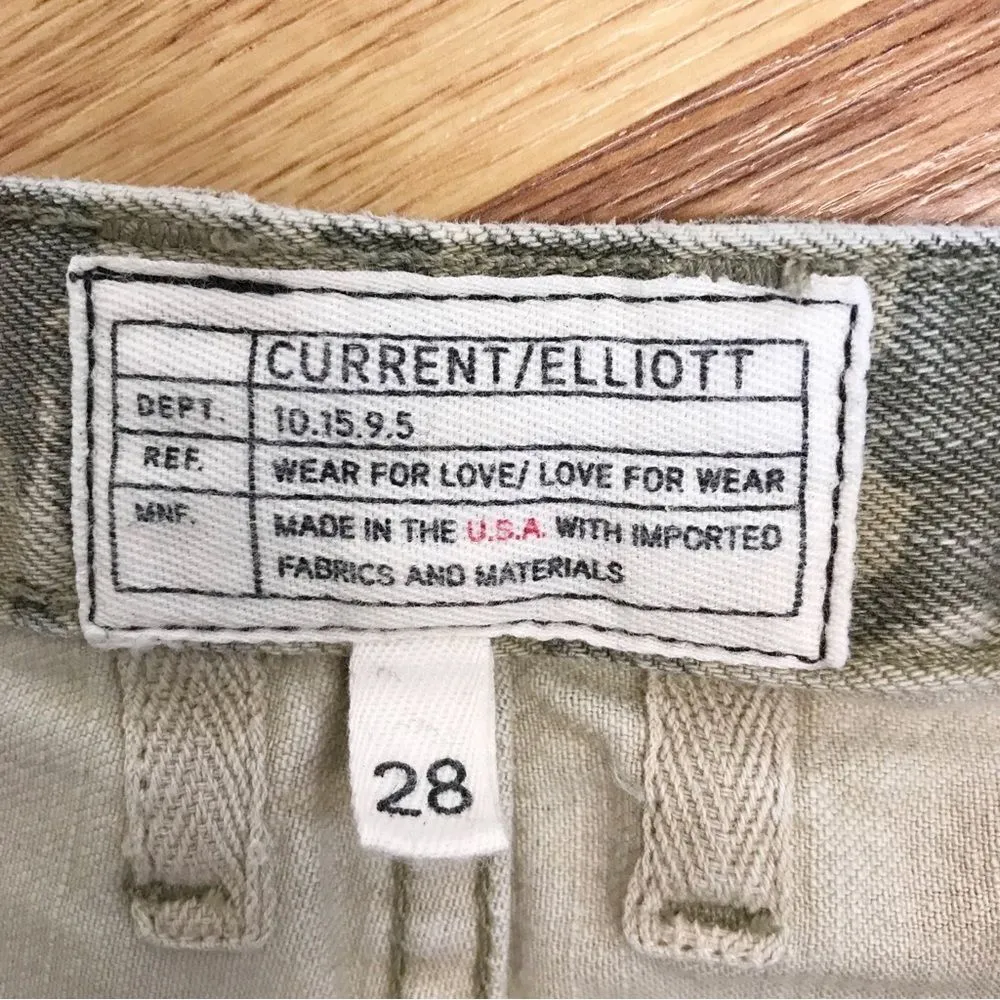 CURRENT/ELLIOTT
DEPT. 10.15.9.5
REF. WEAR FOR LOVE/ LOVE FOR WEAR
MNF. MADE IN THE U.S.A. WITH IMPORTED
FABRICS AND MATERIALS
28